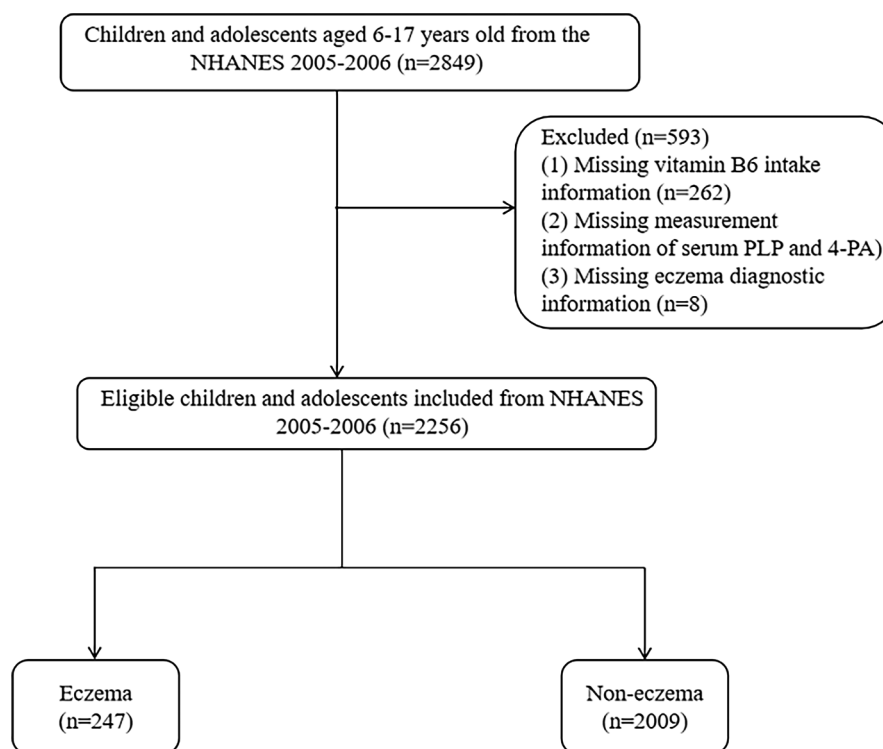 Children and adolescents aged 6-17 years old from the
NHANES 2005-2006 (n=2849)
Excluded (n=593)
(1) Missing vitamin B6 intake
information (n=262)
(2) Missing measurement
information of serum PLP and 4-PA)
(3) Missing eczema diagnostic
information (n=8)
Eligible children and adolescents included from NHANES
2005-2006 (n=2256)
Eczema
(n=247)
Non-eczema
(n=2009)